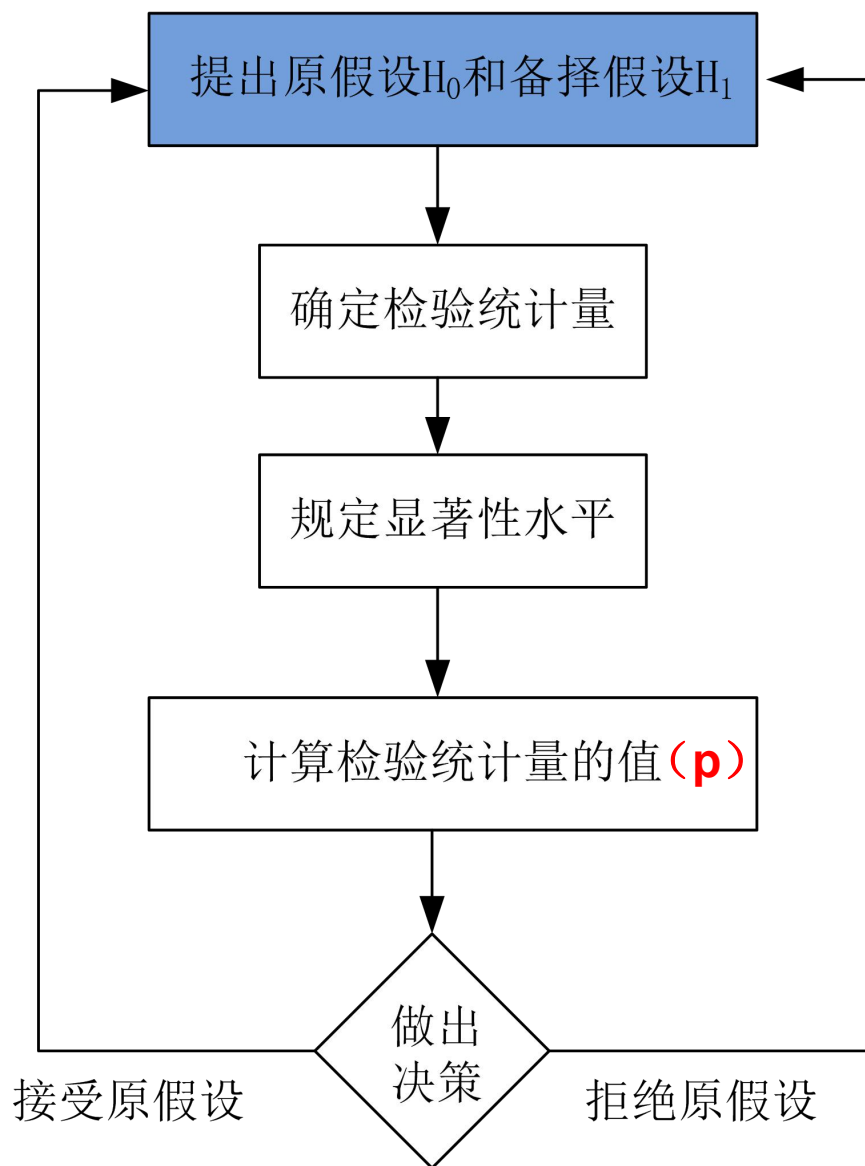 提出原假设H₀和备择假设H₁
确定检验统计量
规定显著性水平
计算检验统计量的值（p）
做出
决策
接受原假设
拒绝原假设